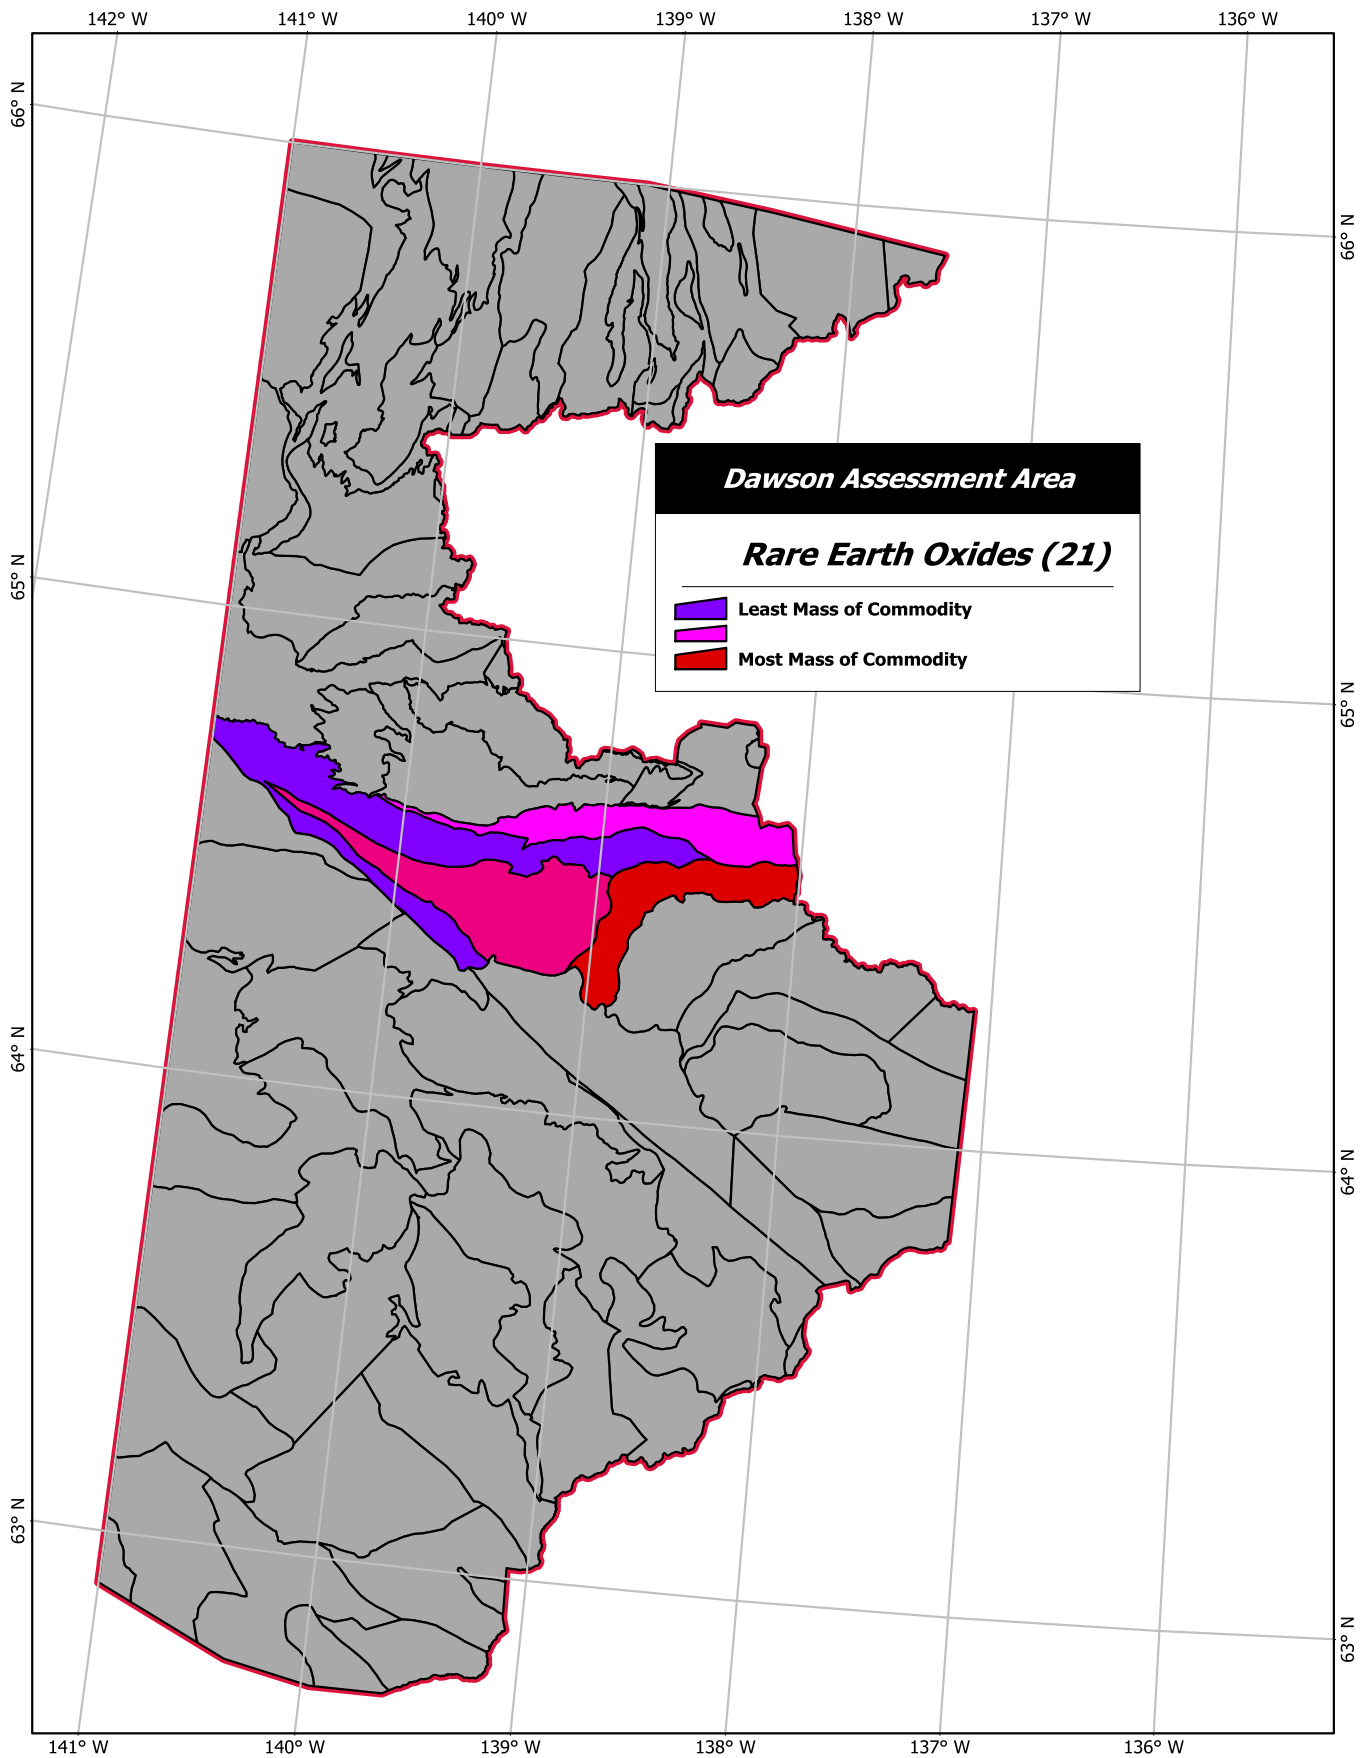 142° W 141° W 140° W 139° W 138° W 137° W 136° W
66° N
66° N
Dawson Assessment Area
Rare Earth Oxides (21)
Least Mass of Commodity
Most Mass of Commodity
65° N
65° N
64° N
64° N
63° N
63° N
141° W 140° W 139° W 138° W 137° W 136° W